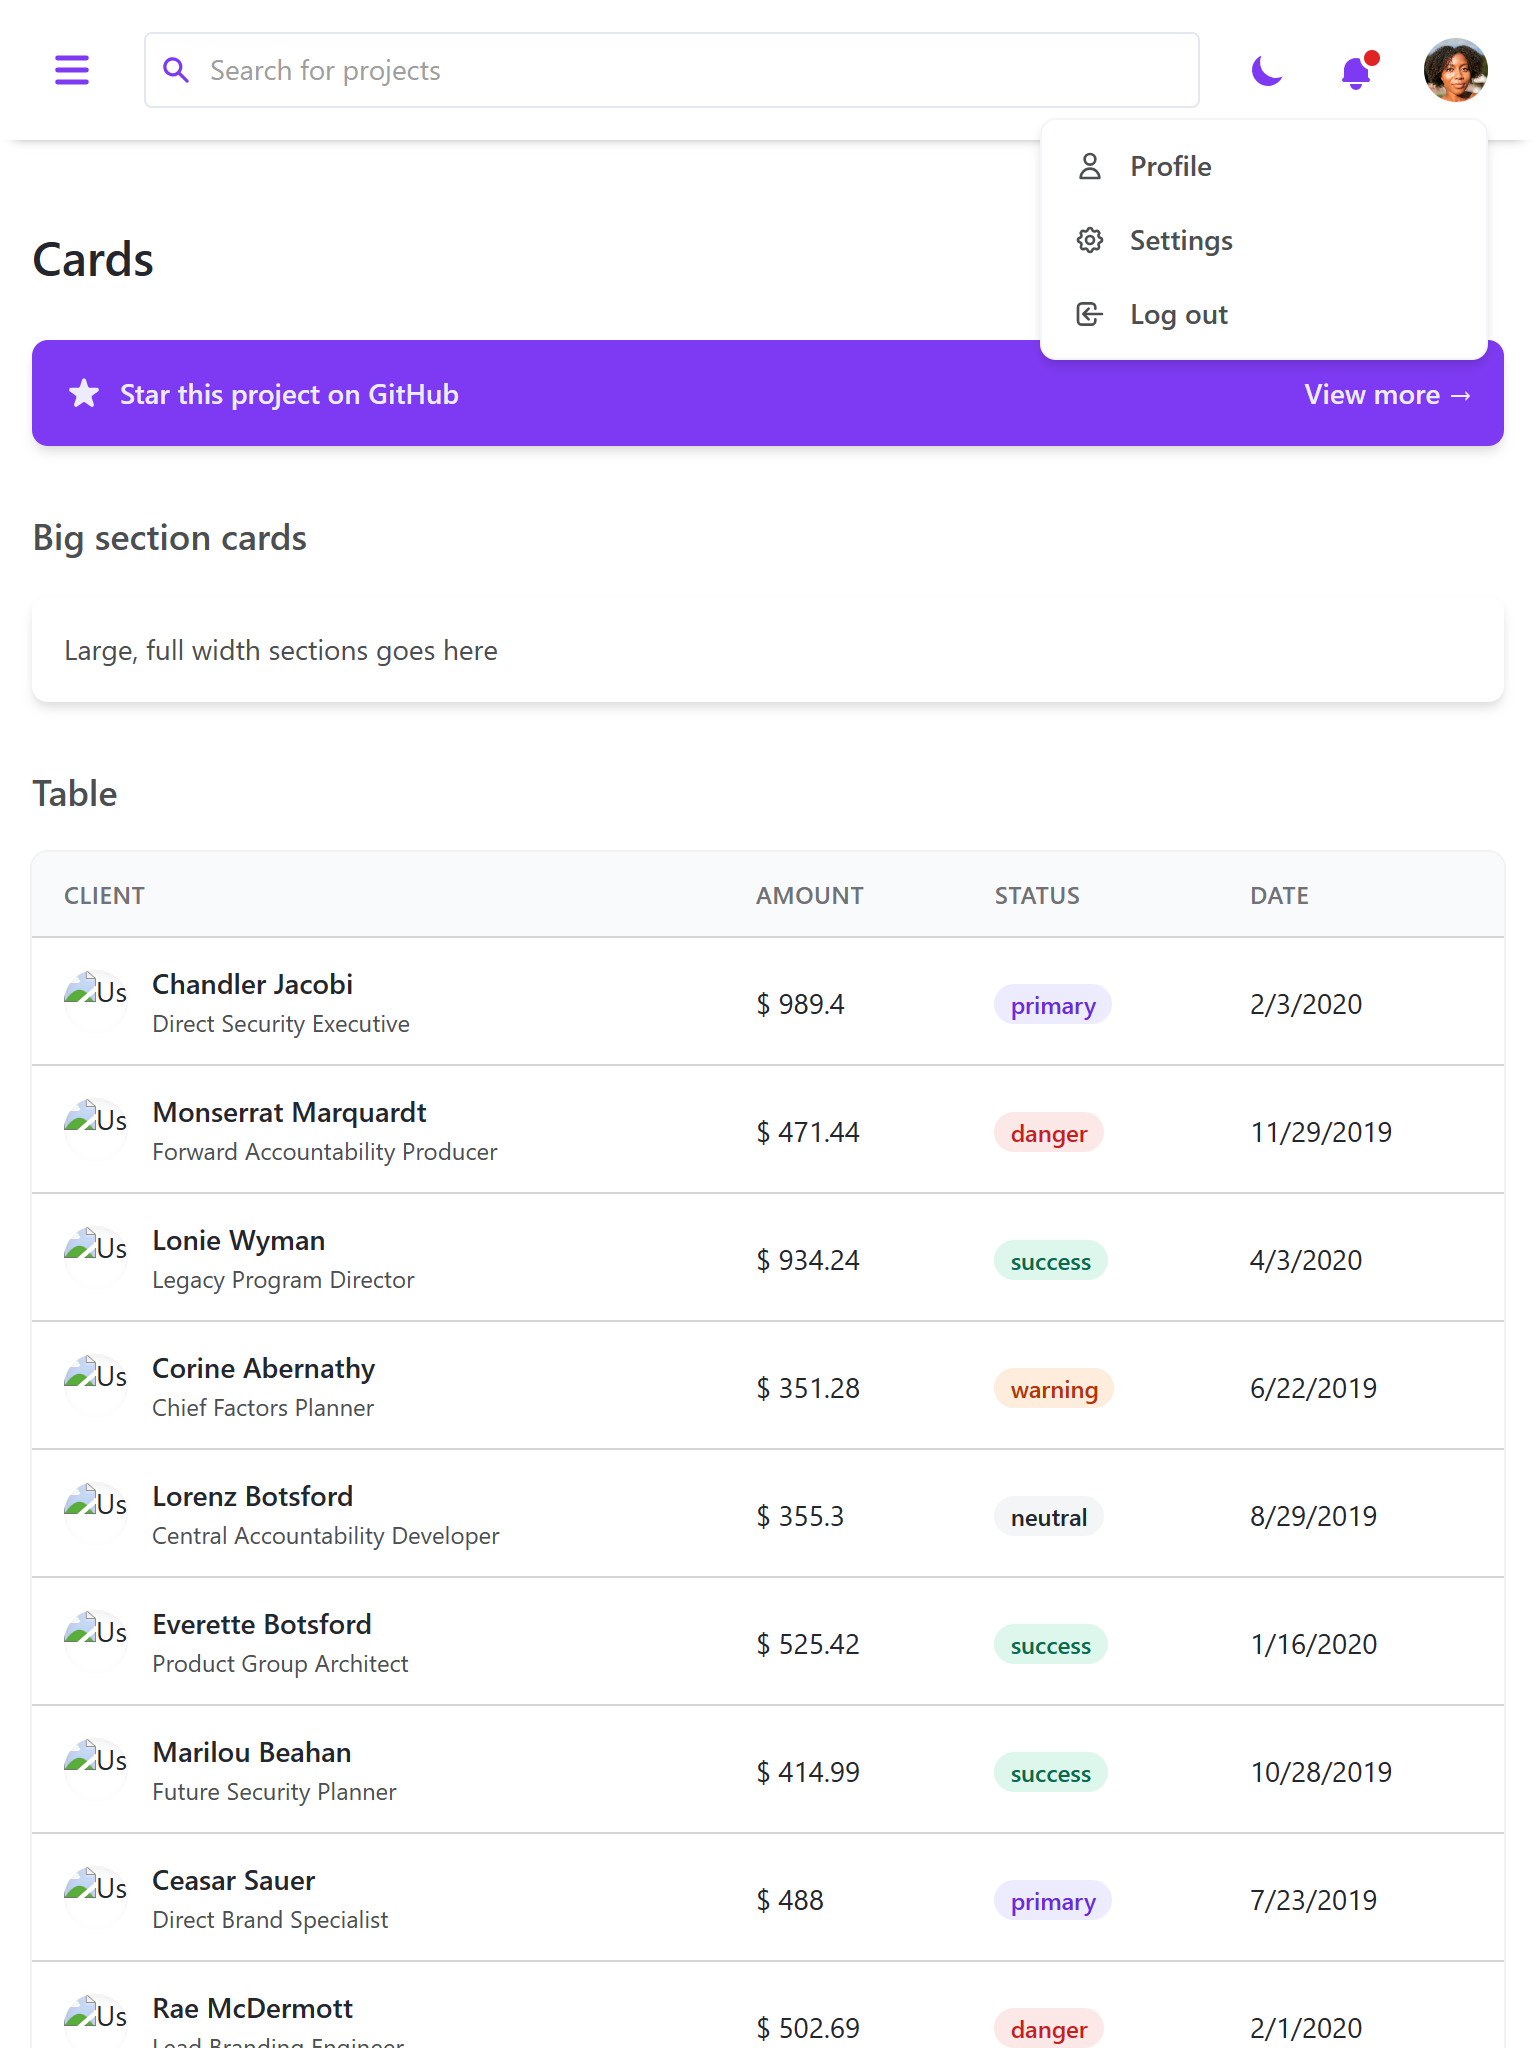 Search for projects
Profile
Settings
Log out
Cards
Star this project on GitHub
View more →
Big section cards
Large, full width sections goes here
Table
CLIENT AMOUNT STATUS DATE
Us Chandler Jacobi
Direct Security Executive
$ 989.4 primary 2/3/2020
Us Monserrat Marquardt
Forward Accountability Producer
$ 471.44 danger 11/29/2019
Us Lonie Wyman
Legacy Program Director
$ 934.24 success 4/3/2020
Us Corine Abernathy
Chief Factors Planner
$ 351.28 warning 6/22/2019
Us Lorenz Botsford
Central Accountability Developer
$ 355.3 neutral 8/29/2019
Us Everette Botsford
Product Group Architect
$ 525.42 success 1/16/2020
Us Marilou Beahan
Future Security Planner
$ 414.99 success 10/28/2019
Us Ceasar Sauer
Direct Brand Specialist
$ 488 primary 7/23/2019
Us Rae McDermott
Lead Branding Engineer
$ 502.69 danger 2/1/2020